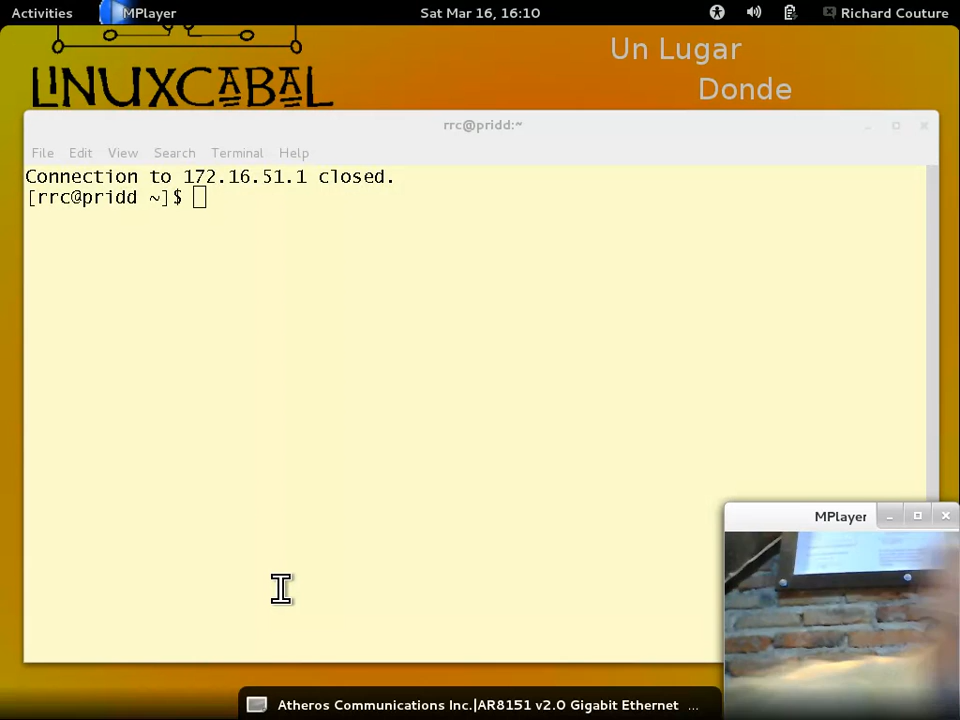 Activities MPlayer Sat Mar 16, 16:10 Richard Couture
Un Lugar
Donde
LINUXCABAL
rrc@pridd:~
File Edit View Search Terminal Help
Connection to 172.16.51.1 closed.
[rrc@pridd ~]$
MPlayer
Atheros Communications Inc.|AR8151 v2.0 Gigabit Ethernet ...